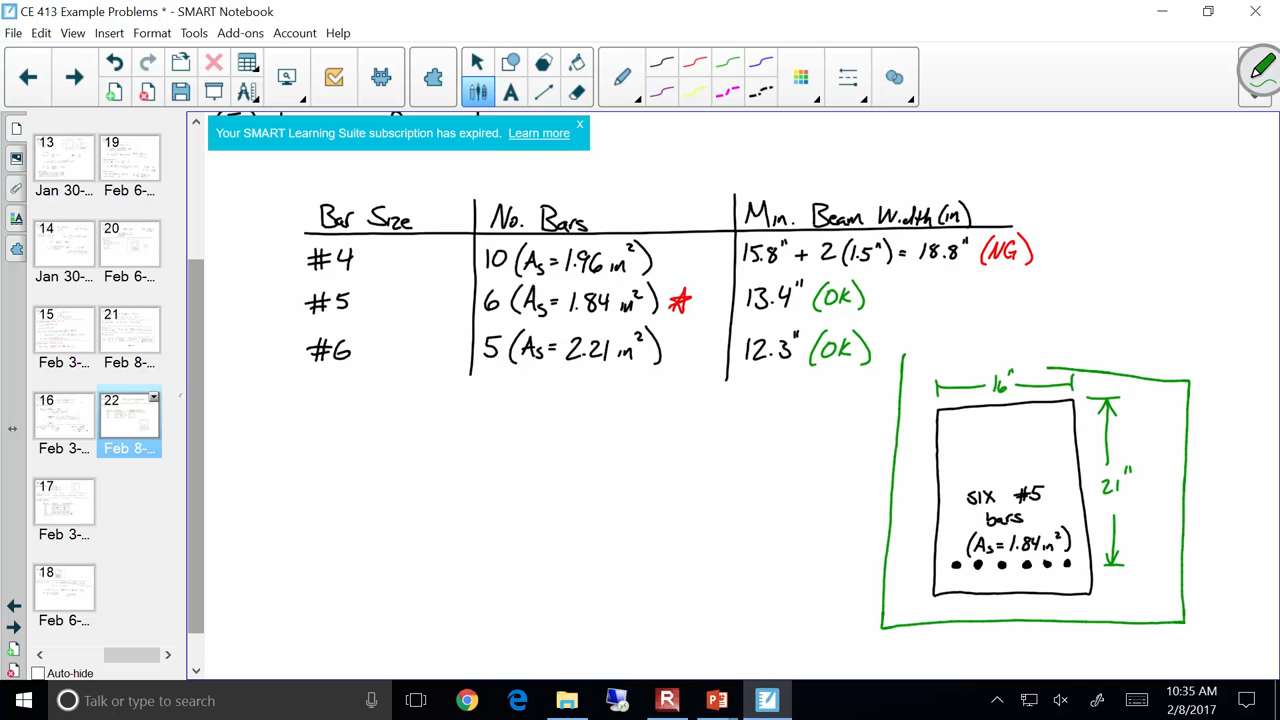 CE 413 Example Problems * - SMART Notebook
File Edit View Insert Format Tools Add-ons Account Help
Your SMART Learning Suite subscription has expired. Learn more x
13 19
Jan 30-... Feb 6-...
14 20
Jan 30-... Feb 6-...
15 21
Feb 3-... Feb 8-...
16 22
Feb 3-... Feb 8-...
17
Feb 3-...
18
Feb 6-...
Auto-hide
Bar Size No. Bars Min. Beam Width (in)
#4 10 (As = 1.96 in²) 15.8" + 2 (1.5") = 18.8" (NG)
#5 6 (As = 1.84 in²) 13.4" (OK)
#6 5 (As = 2.21 in²) 12.3" (OK)
16"
21"
SIX #5
bars
(As = 1.84 in²)
Talk or type to search
10:35 AM
2/8/2017